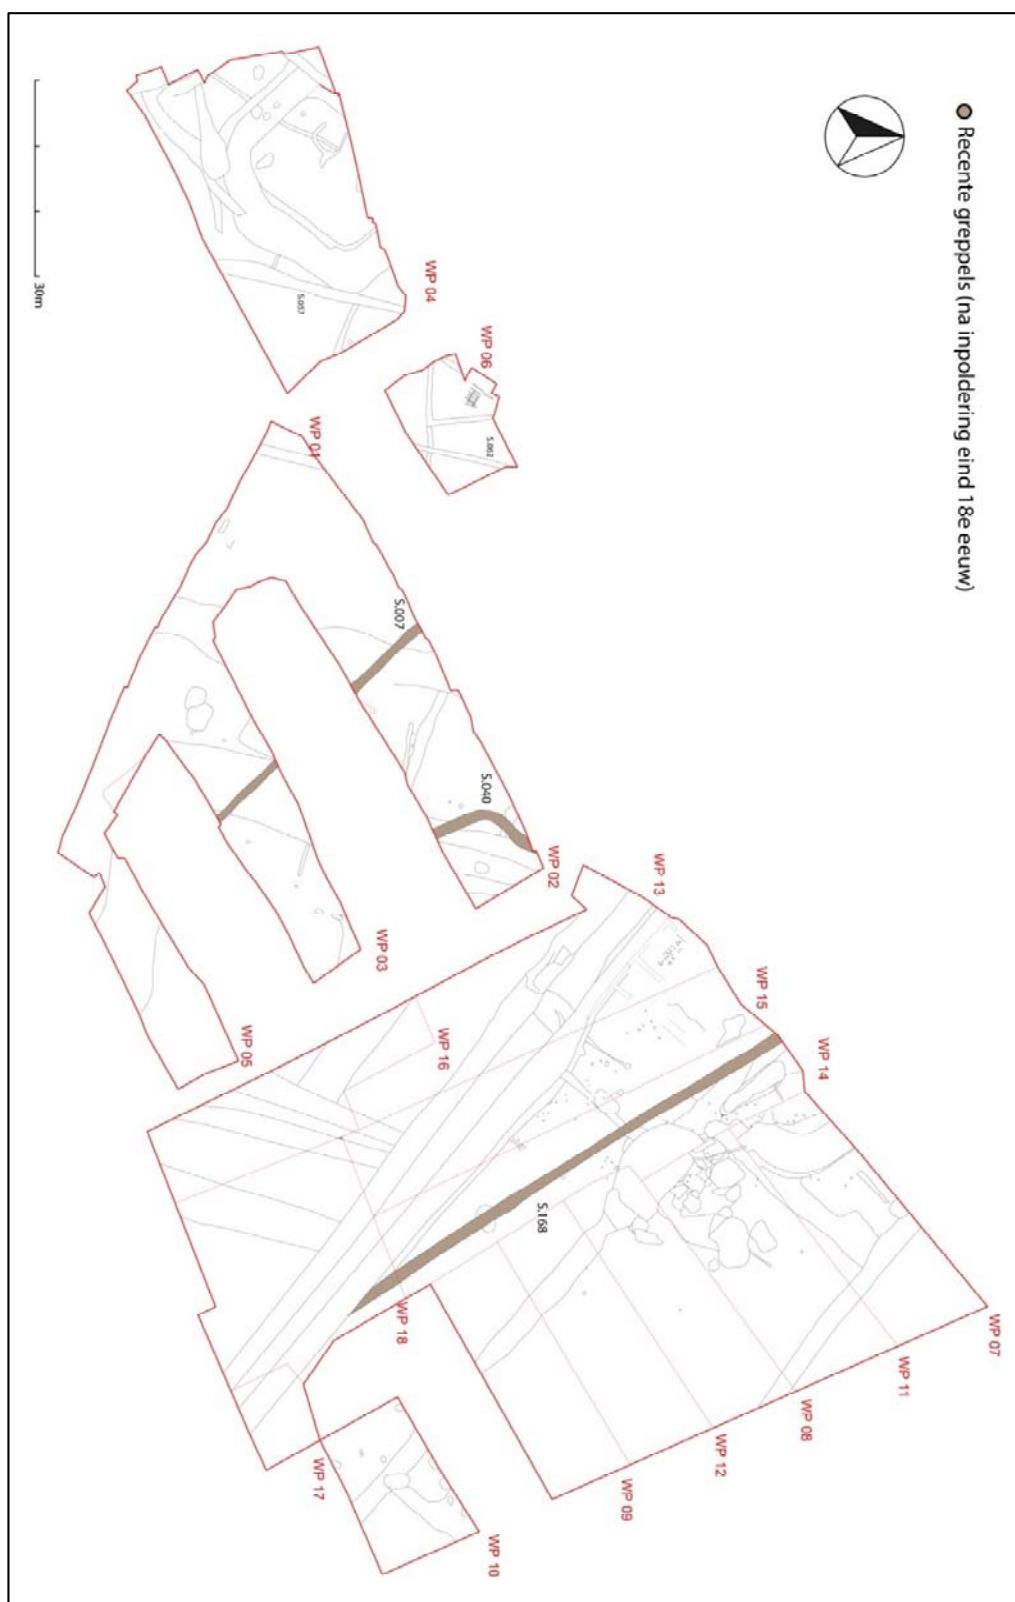 Recente greppels (na inpoldering eind 18e eeuw)
30m
WP 04
S.057
WP 06
S.062
WP 01
S.007
S.040
WP 02
WP 03
WP 05
WP 13
WP 15
WP 14
WP 16
S.168
WP 18
WP 07
WP 11
WP 08
WP 12
WP 09
WP 17
WP 10